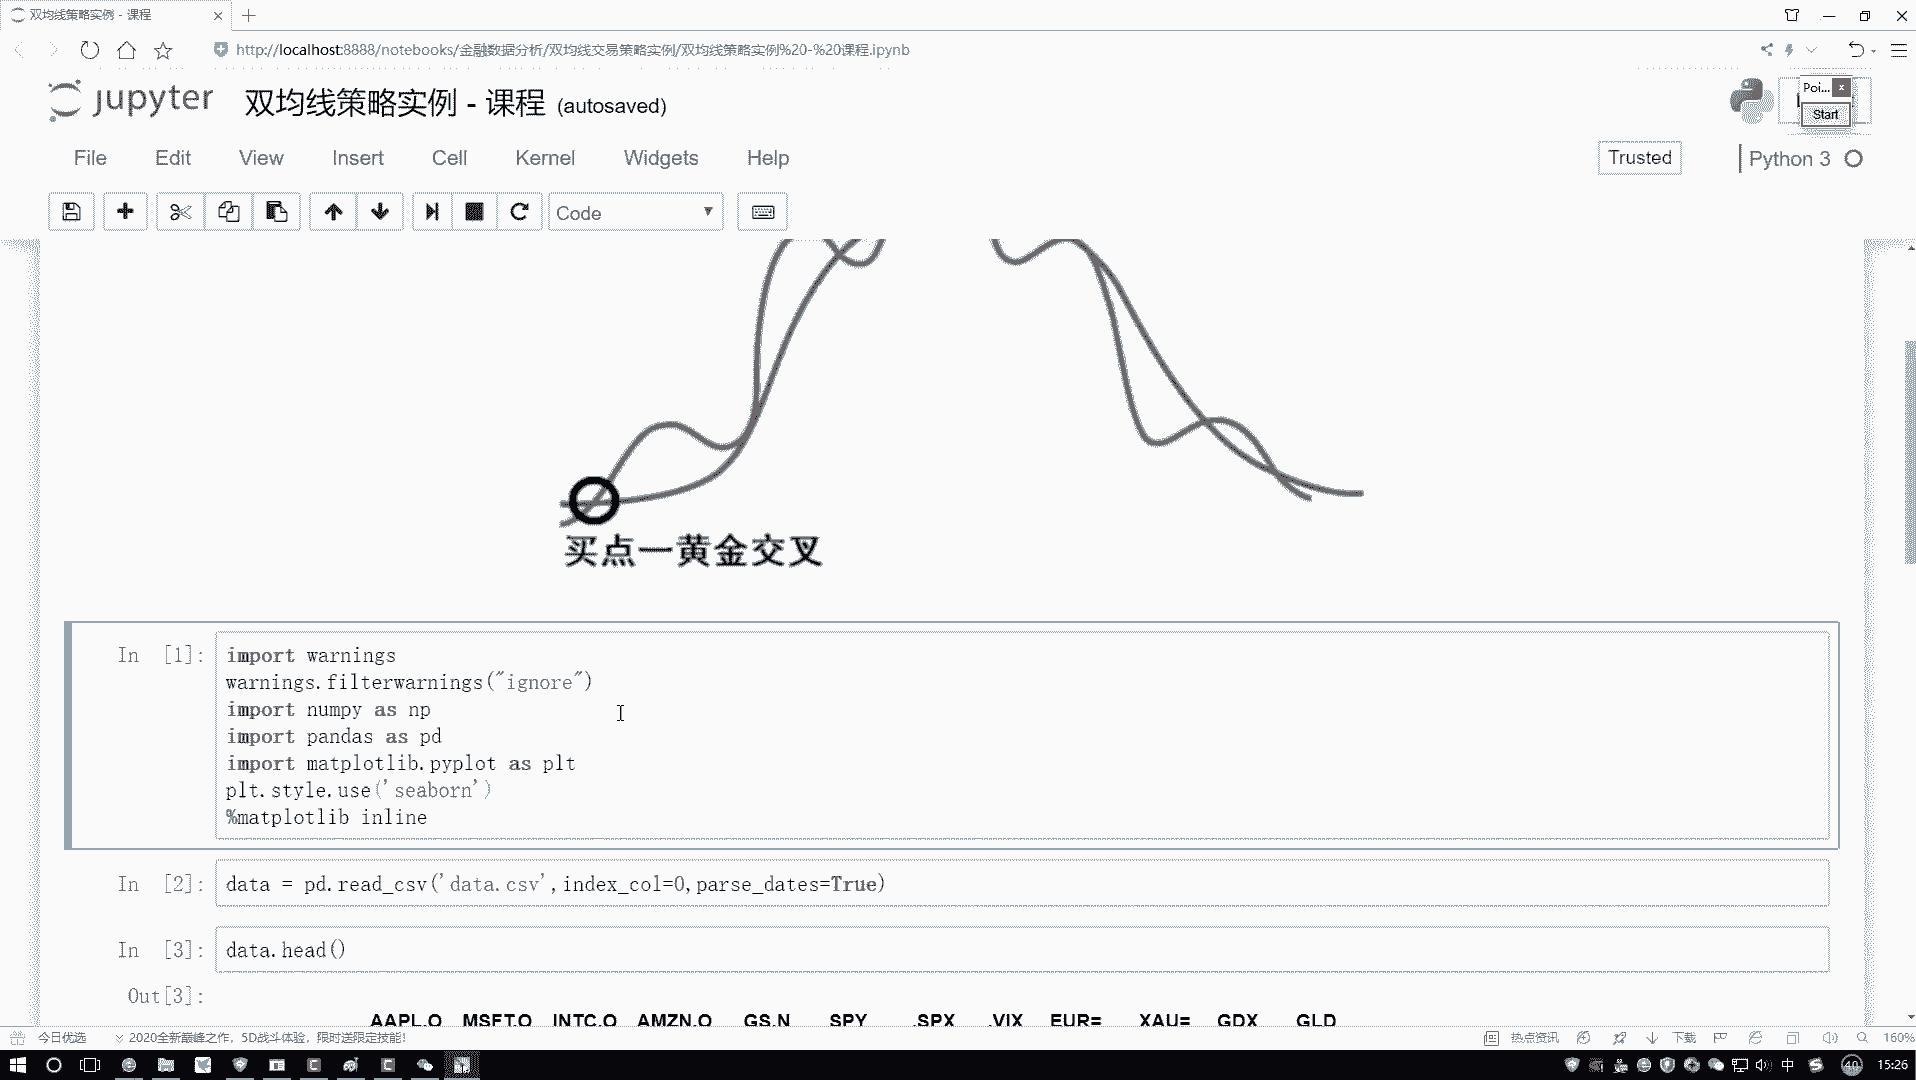 双均线策略实例 - 课程
http://localhost:8888/notebooks/金融数据分析/双均线交易策略实例/双均线策略实例%20-%20课程.ipynb
jupyter 双均线策略实例 - 课程 (autosaved)
Poi... x
Start
File Edit View Insert Cell Kernel Widgets Help
Trusted
Python 3
Code
买点一黄金交叉
In [1]:
import warnings
warnings.filterwarnings("ignore")
import numpy as np
import pandas as pd
import matplotlib.pyplot as plt
plt.style.use('seaborn')
%matplotlib inline
In [2]: data = pd.read_csv('data.csv',index_col=0,parse_dates=True)
In [3]: data.head()
Out[3]:
AAPL.O MSFT.O INTC.O AMZN.O GS.N SPY .SPX .VIX EUR= XAU= GDX GLD
今日优选 2020全新巅峰之作，5D战斗体验，限时送限定技能! 热点资讯 下载 160%
中 40 15:26